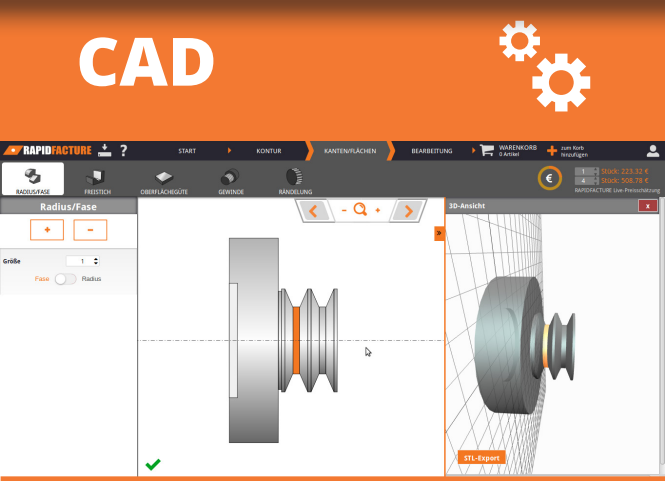 CAD
RAPIDFACTURE ? START KONTUR KANTEN/FLÄCHEN BEARBEITUNG WARENKORB
0 Artikel
zum Korb
hinzufügen
RADIUS/FASE FREISTICH OBERFLÄCHEGÜTE GEWINDE RÄNDELUNG
€
1 Stück: 223.32 €
4 Stück: 508.78 €
RAPIDFACTURE Live-Preisschätzung
Radius/Fase
+ -
Größe 1
Fase Radius
- +
»
3D-Ansicht x
STL-Export